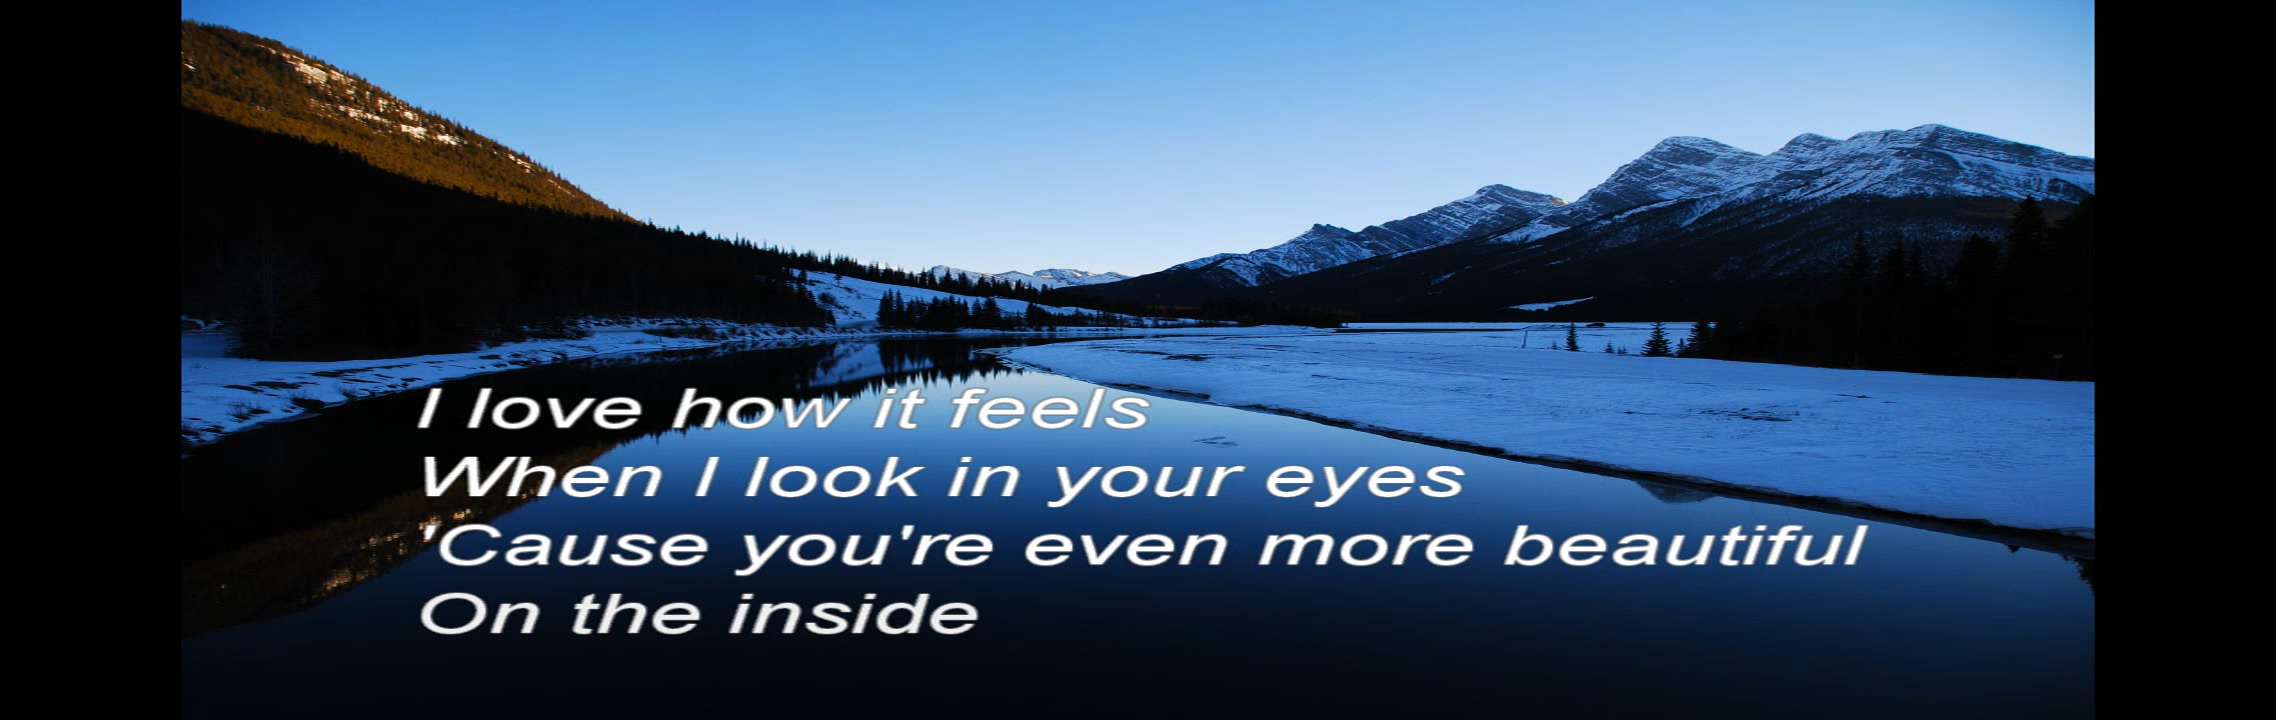 I love how it feels
When I look in your eyes
'Cause you're even more beautiful
On the inside